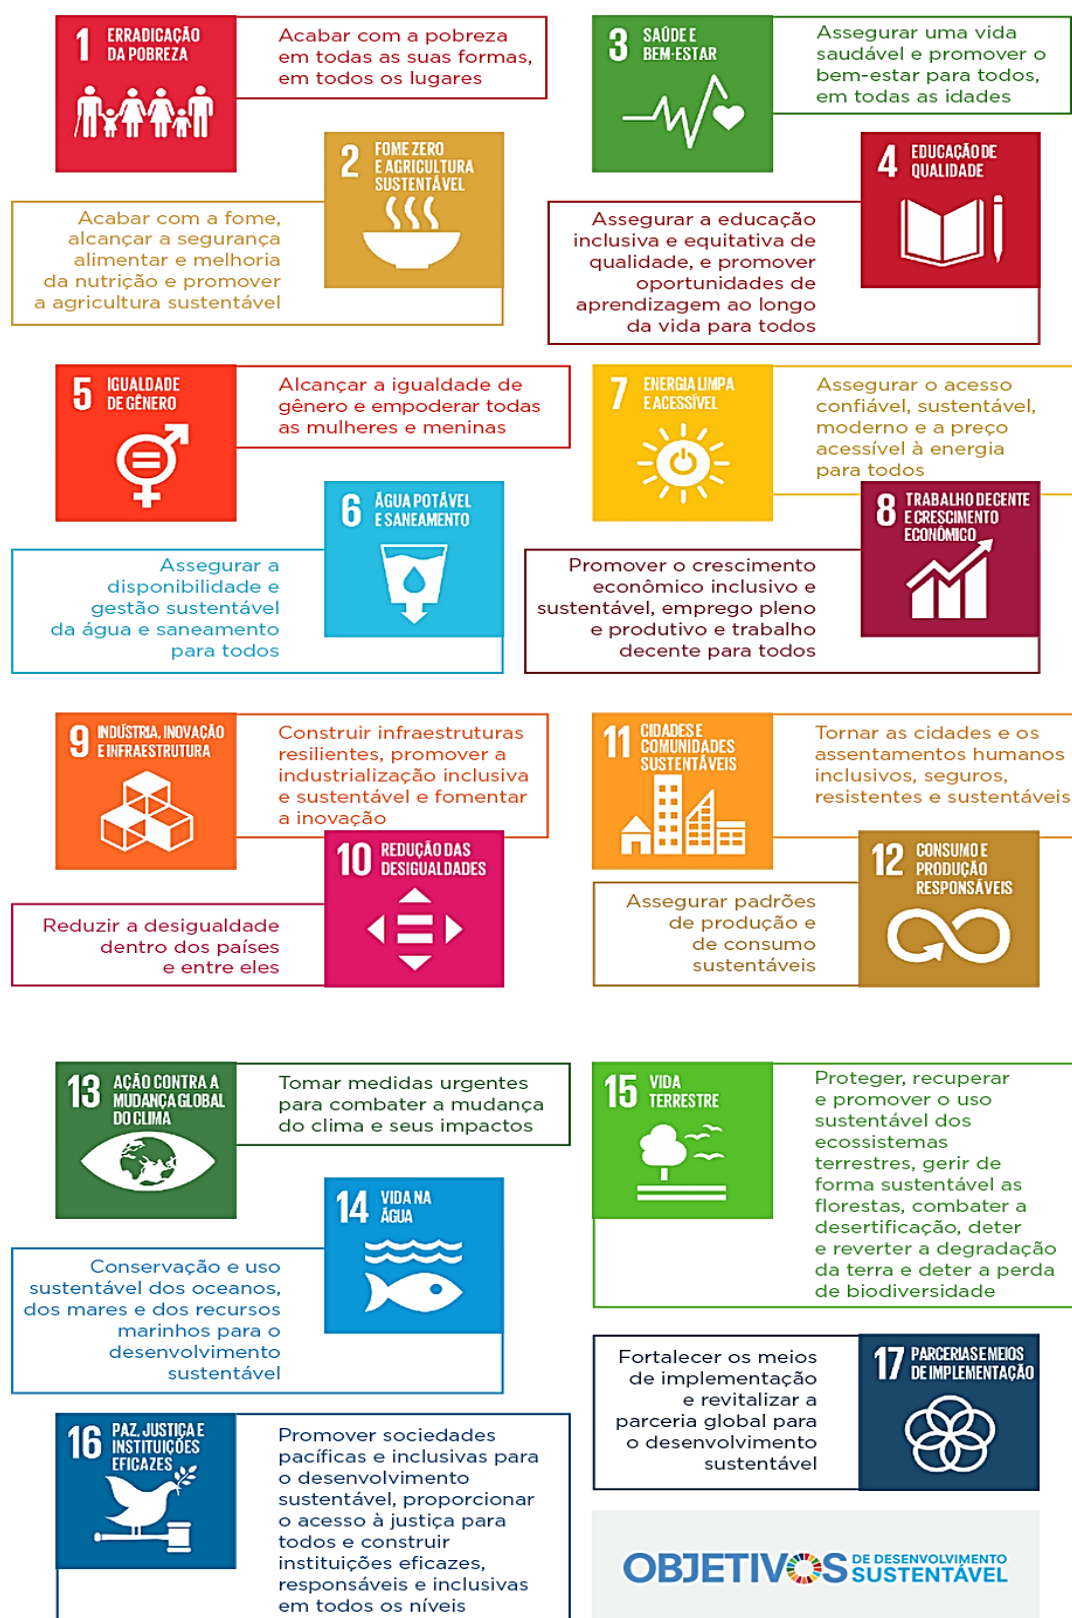 1 ERRADICAÇÃO
DA POBREZA
Acabar com a pobreza
em todas as suas formas,
em todos os lugares
2 FOME ZERO
E AGRICULTURA
SUSTENTÁVEL
Acabar com a fome,
alcançar a segurança
alimentar e melhoria
da nutrição e promover
a agricultura sustentável
3 SAÚDE E
BEM-ESTAR
Assegurar uma vida
saudável e promover o
bem-estar para todos,
em todas as idades
4 EDUCAÇÃO DE
QUALIDADE
Assegurar a educação
inclusiva e equitativa de
qualidade, e promover
oportunidades de
aprendizagem ao longo
da vida para todos
5 IGUALDADE
DE GÊNERO
Alcançar a igualdade de
gênero e empoderar todas
as mulheres e meninas
6 ÁGUA POTÁVEL
E SANEAMENTO
Assegurar a
disponibilidade e
gestão sustentável
da água e saneamento
para todos
7 ENERGIA LIMPA
E ACESSÍVEL
Assegurar o acesso
confiável, sustentável,
moderno e a preço
acessível à energia
para todos
8 TRABALHO DECENTE
E CRESCIMENTO
ECONÔMICO
Promover o crescimento
econômico inclusivo e
sustentável, emprego pleno
e produtivo e trabalho
decente para todos
9 INDÚSTRIA, INOVAÇÃO
E INFRAESTRUTURA
Construir infraestruturas
resilientes, promover a
industrialização inclusiva
e sustentável e fomentar
a inovação
10 REDUÇÃO DAS
DESIGUALDADES
Reduzir a desigualdade
dentro dos países
e entre eles
11 CIDADES E
COMUNIDADES
SUSTENTÁVEIS
Tornar as cidades e os
assentamentos humanos
inclusivos, seguros,
resistentes e sustentáveis
12 CONSUMO E
PRODUÇÃO
RESPONSÁVEIS
Assegurar padrões
de produção e
de consumo
sustentáveis
13 AÇÃO CONTRA A
MUDANÇA GLOBAL
DO CLIMA
Tomar medidas urgentes
para combater a mudança
do clima e seus impactos
14 VIDA NA
ÁGUA
Conservação e uso
sustentável dos oceanos,
dos mares e dos recursos
marinhos para o
desenvolvimento
sustentável
15 VIDA
TERRESTRE
Proteger, recuperar
e promover o uso
sustentável dos
ecossistemas
terrestres, gerir de
forma sustentável as
florestas, combater a
desertificação, deter
e reverter a degradação
da terra e deter a perda
de biodiversidade
16 PAZ, JUSTIÇA E
INSTITUIÇÕES
EFICAZES
Promover sociedades
pacíficas e inclusivas para
o desenvolvimento
sustentável, proporcionar
o acesso à justiça para
todos e construir
instituições eficazes,
responsáveis e inclusivas
em todos os níveis
17 PARCERIAS E MEIOS
DE IMPLEMENTAÇÃO
Fortalecer os meios
de implementação
e revitalizar a
parceria global para
o desenvolvimento
sustentável
OBJETIVOS DE DESENVOLVIMENTO
SUSTENTÁVEL